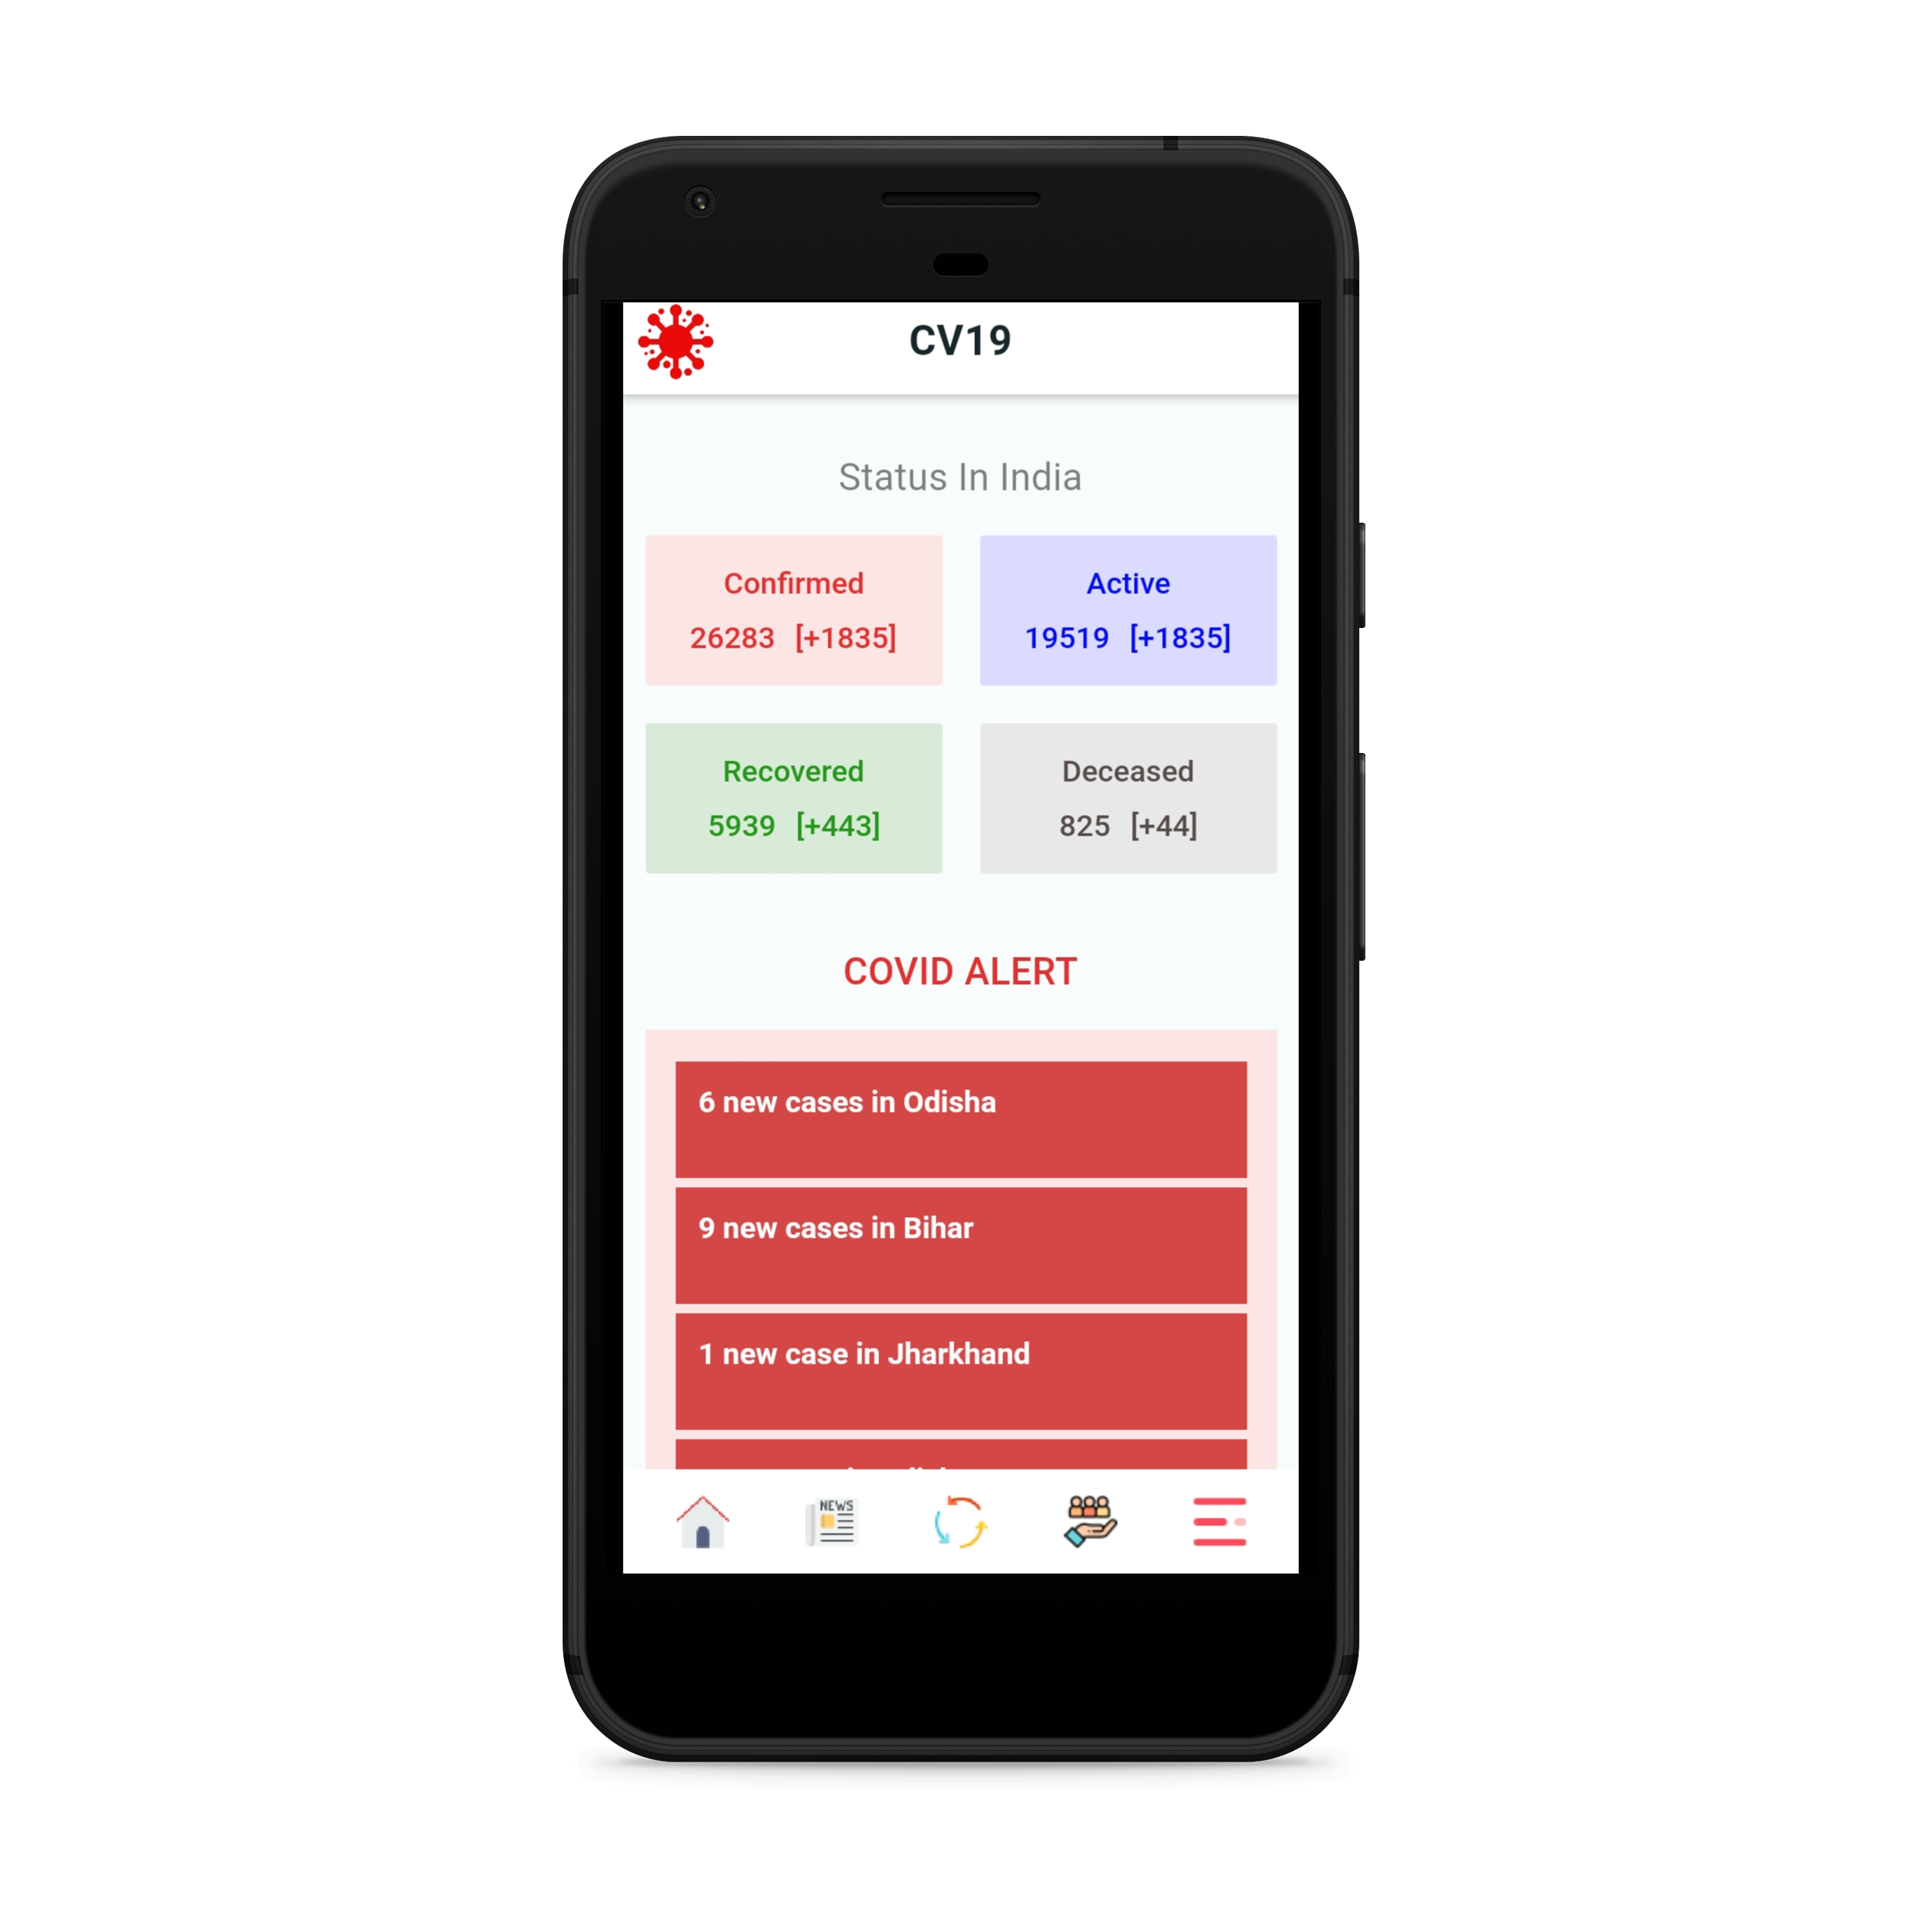 CV19
Status In India
Confirmed
26283 [+1835]
Active
19519 [+1835]
Recovered
5939 [+443]
Deceased
825 [+44]
COVID ALERT
6 new cases in Odisha
9 new cases in Bihar
1 new case in Jharkhand
NEWS